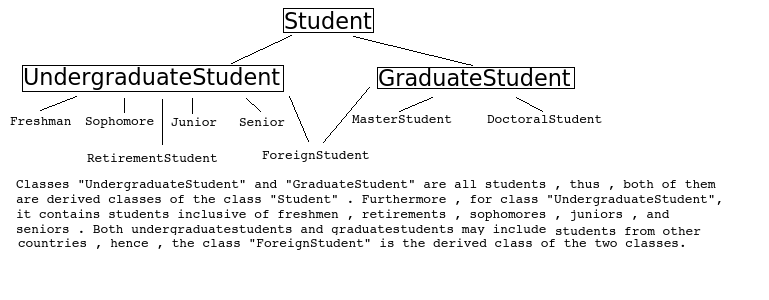 Student
UndergraduateStudent GraduateStudent
Freshman Sophomore Junior Senior MasterStudent DoctoralStudent
RetirementStudent ForeignStudent
Classes "UndergraduateStudent" and "GraduateStudent" are all students , thus , both of them
are derived classes of the class "Student" . Furthermore , for class "UndergraduateStudent",
it contains students inclusive of freshmen , retirements , sophomores , juniors , and
seniors . Both undergraduatestudents and graduatestudents may include students from other
countries , hence , the class "ForeignStudent" is the derived class of the two classes.